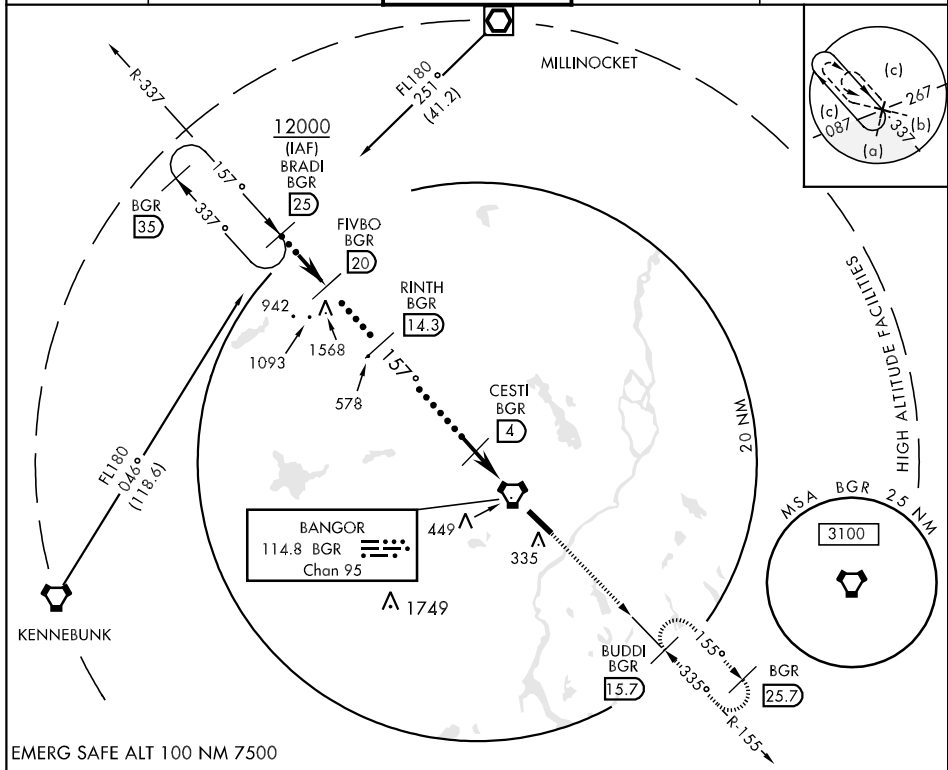 MILLINOCKET
FL180
251°
(41.2)
R-337
12000
(IAF)
BRADI
BGR
25
157°
337°
BGR
35
FIVBO
BGR
20
RINTH
BGR
14.3
942
1093
1568
578
157°
CESTI
BGR
4
20 NM
HIGH ALTITUDE FACILITIES
(c)
267
(c)
087
337
(b)
(a)
FL180
046°
(118.6)
KENNEBUNK
BANGOR
114.8 BGR
Chan 95
449
335
1749
MSA BGR 25 NM
3100
BUDDI
BGR
15.7
155°
335°
BGR
25.7
R-155
EMERG SAFE ALT 100 NM 7500